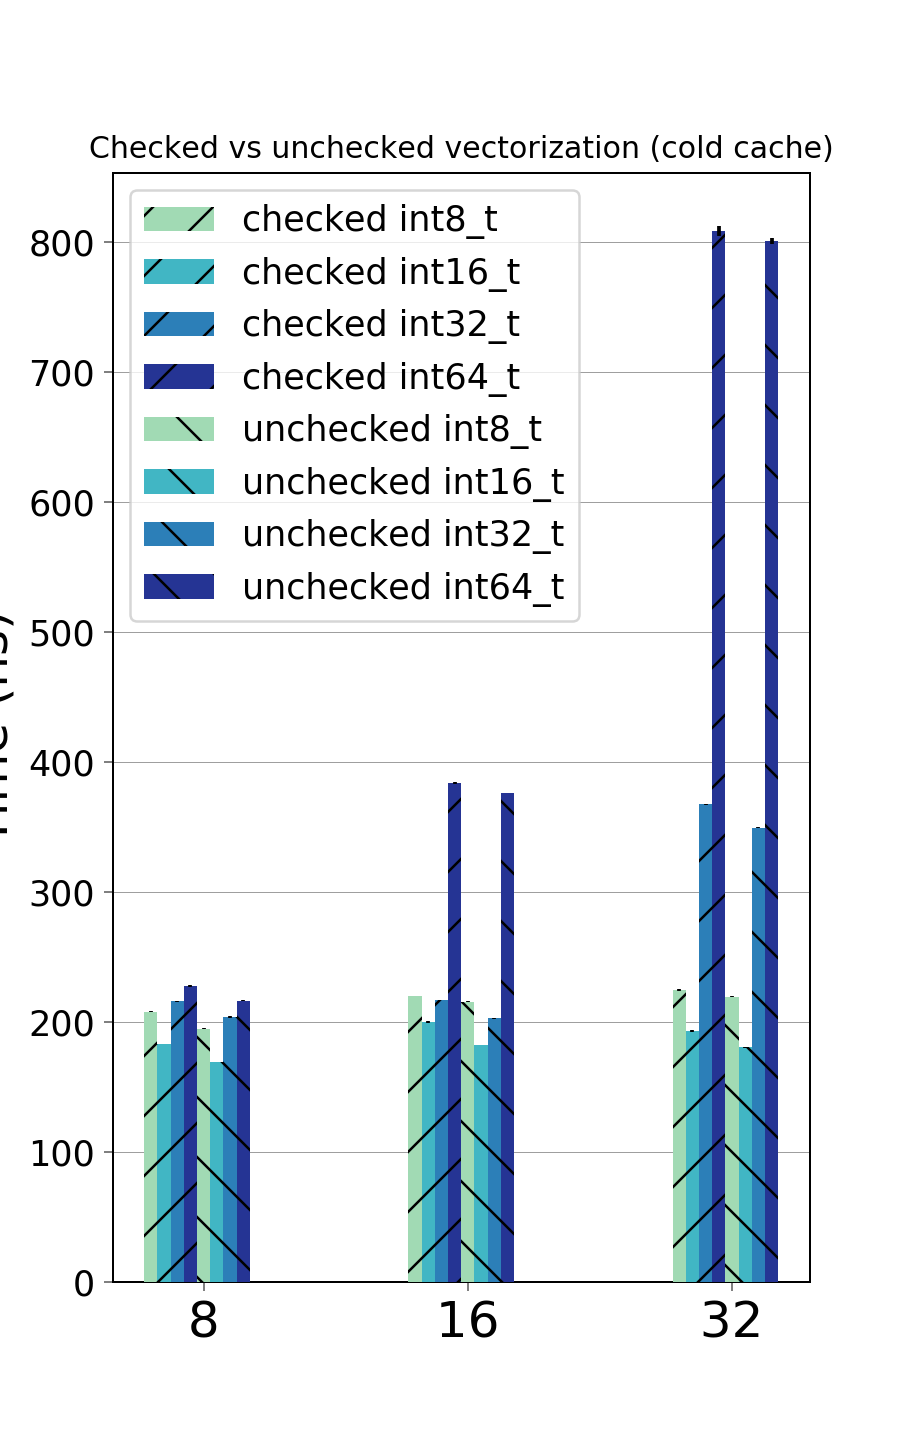 Checked vs unchecked vectorization (cold cache)
800
700
600
500
400
300
200
100
0
checked int8_t
checked int16_t
checked int32_t
checked int64_t
unchecked int8_t
unchecked int16_t
unchecked int32_t
unchecked int64_t
8 16 32